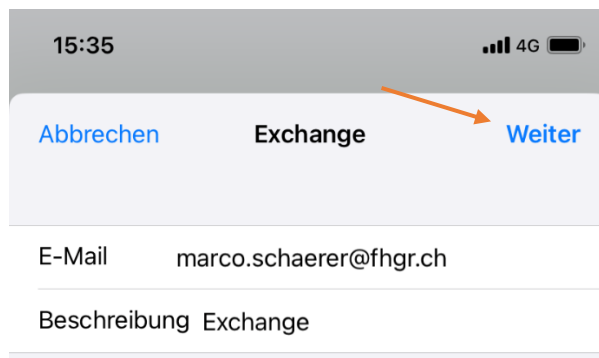 15:35 4G
Abbrechen Exchange Weiter
E-Mail marco.schaerer@fhgr.ch
Beschreibung Exchange